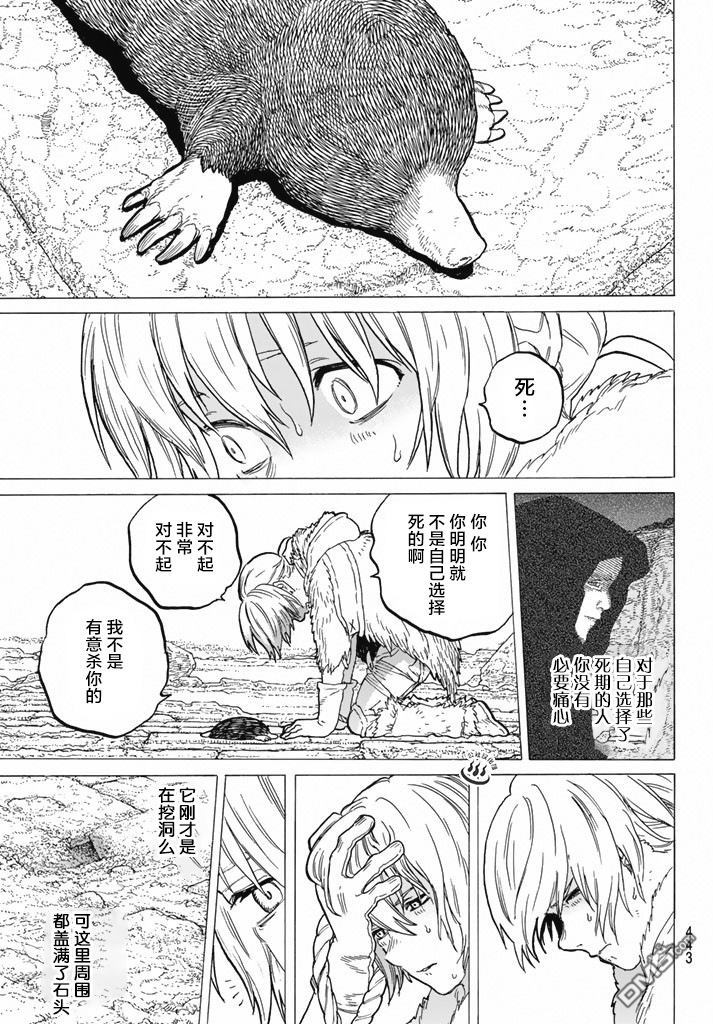 死…
对于那些
自己选择了
死期的人
你没有
必要痛心
你 你
你明明就
不是自己选择
死的啊
对不起
非常
对不起
我不是
有意杀你的
它刚才是
在挖洞么
可这里周围
都盖满了石头
443